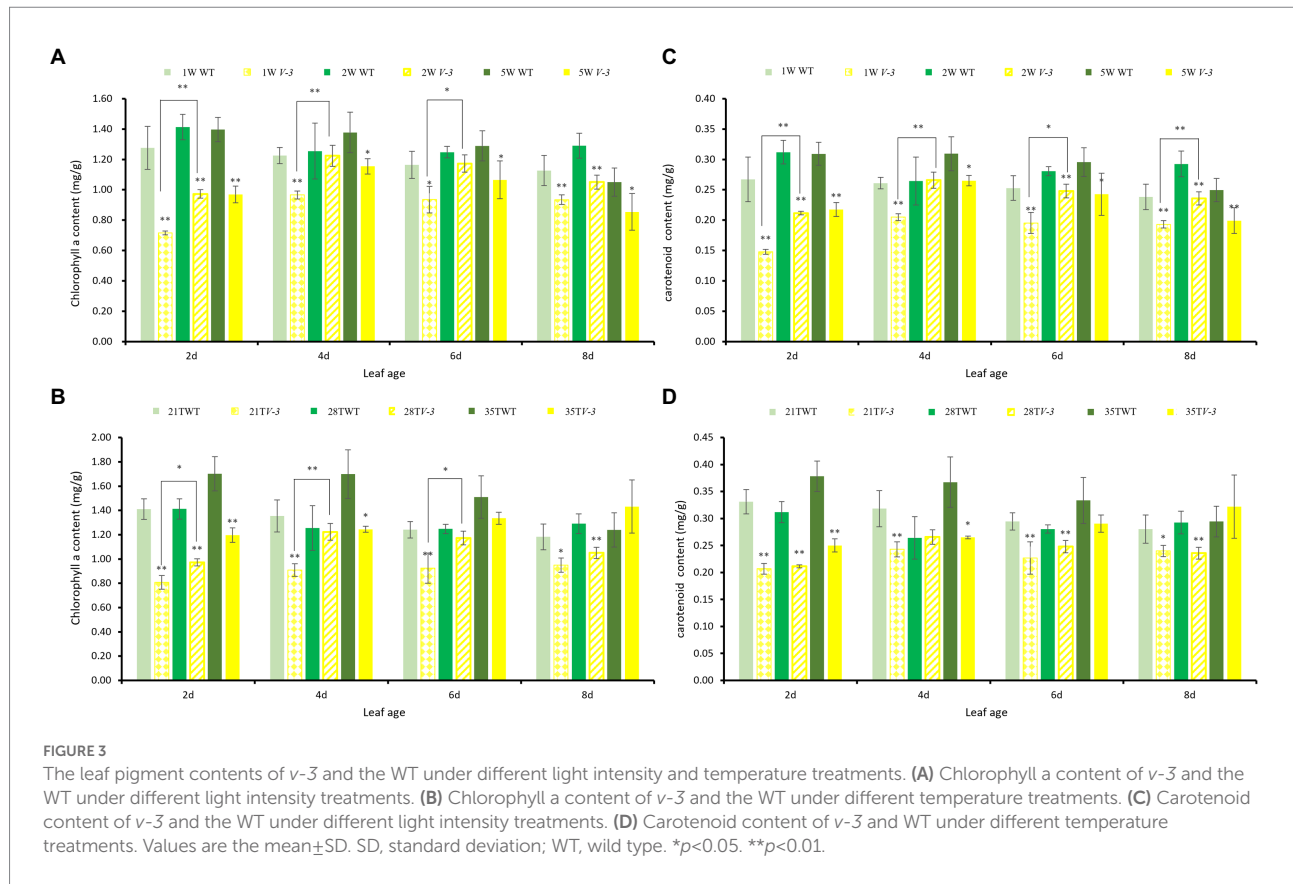 A
1W WT 1W V-3 2W WT 2W V-3 5W WT 5W V-3
Chlorophyll a content (mg/g)
1.60
1.40
1.20
1.00
0.80
0.60
0.40
0.20
0.00
** ** * ** ** ** ** * * * ** ** *
2d 4d 6d 8d
Leaf age
C
1W WT 1W V-3 2W WT 2W V-3 5W WT 5W V-3
carotenoid content (mg/g)
0.40
0.35
0.30
0.25
0.20
0.15
0.10
0.05
0.00
** ** * ** ** ** ** ** * ** ** * ** ** **
2d 4d 6d 8d
Leaf age
B
21TWT 21TV-3 28TWT 28TV-3 35TWT 35TV-3
Chlorophyll a content (mg/g)
2.00
1.80
1.60
1.40
1.20
1.00
0.80
0.60
0.40
0.20
0.00
* ** * ** ** ** ** * ** * **
2d 4d 6d 8d
Leaf age
D
21TWT 21TV-3 28TWT 28TV-3 35TWT 35TV-3
carotenoid content (mg/g)
0.45
0.40
0.35
0.30
0.25
0.20
0.15
0.10
0.05
0.00
** ** ** ** * ** ** * **
2d 4d 6d 8d
Leaf age
FIGURE 3
The leaf pigment contents of v-3 and the WT under different light intensity and temperature treatments. (A) Chlorophyll a content of v-3 and the
WT under different light intensity treatments. (B) Chlorophyll a content of v-3 and the WT under different temperature treatments. (C) Carotenoid
content of v-3 and the WT under different light intensity treatments. (D) Carotenoid content of v-3 and WT under different temperature
treatments. Values are the mean±SD. SD, standard deviation; WT, wild type. *p<0.05. **p<0.01.